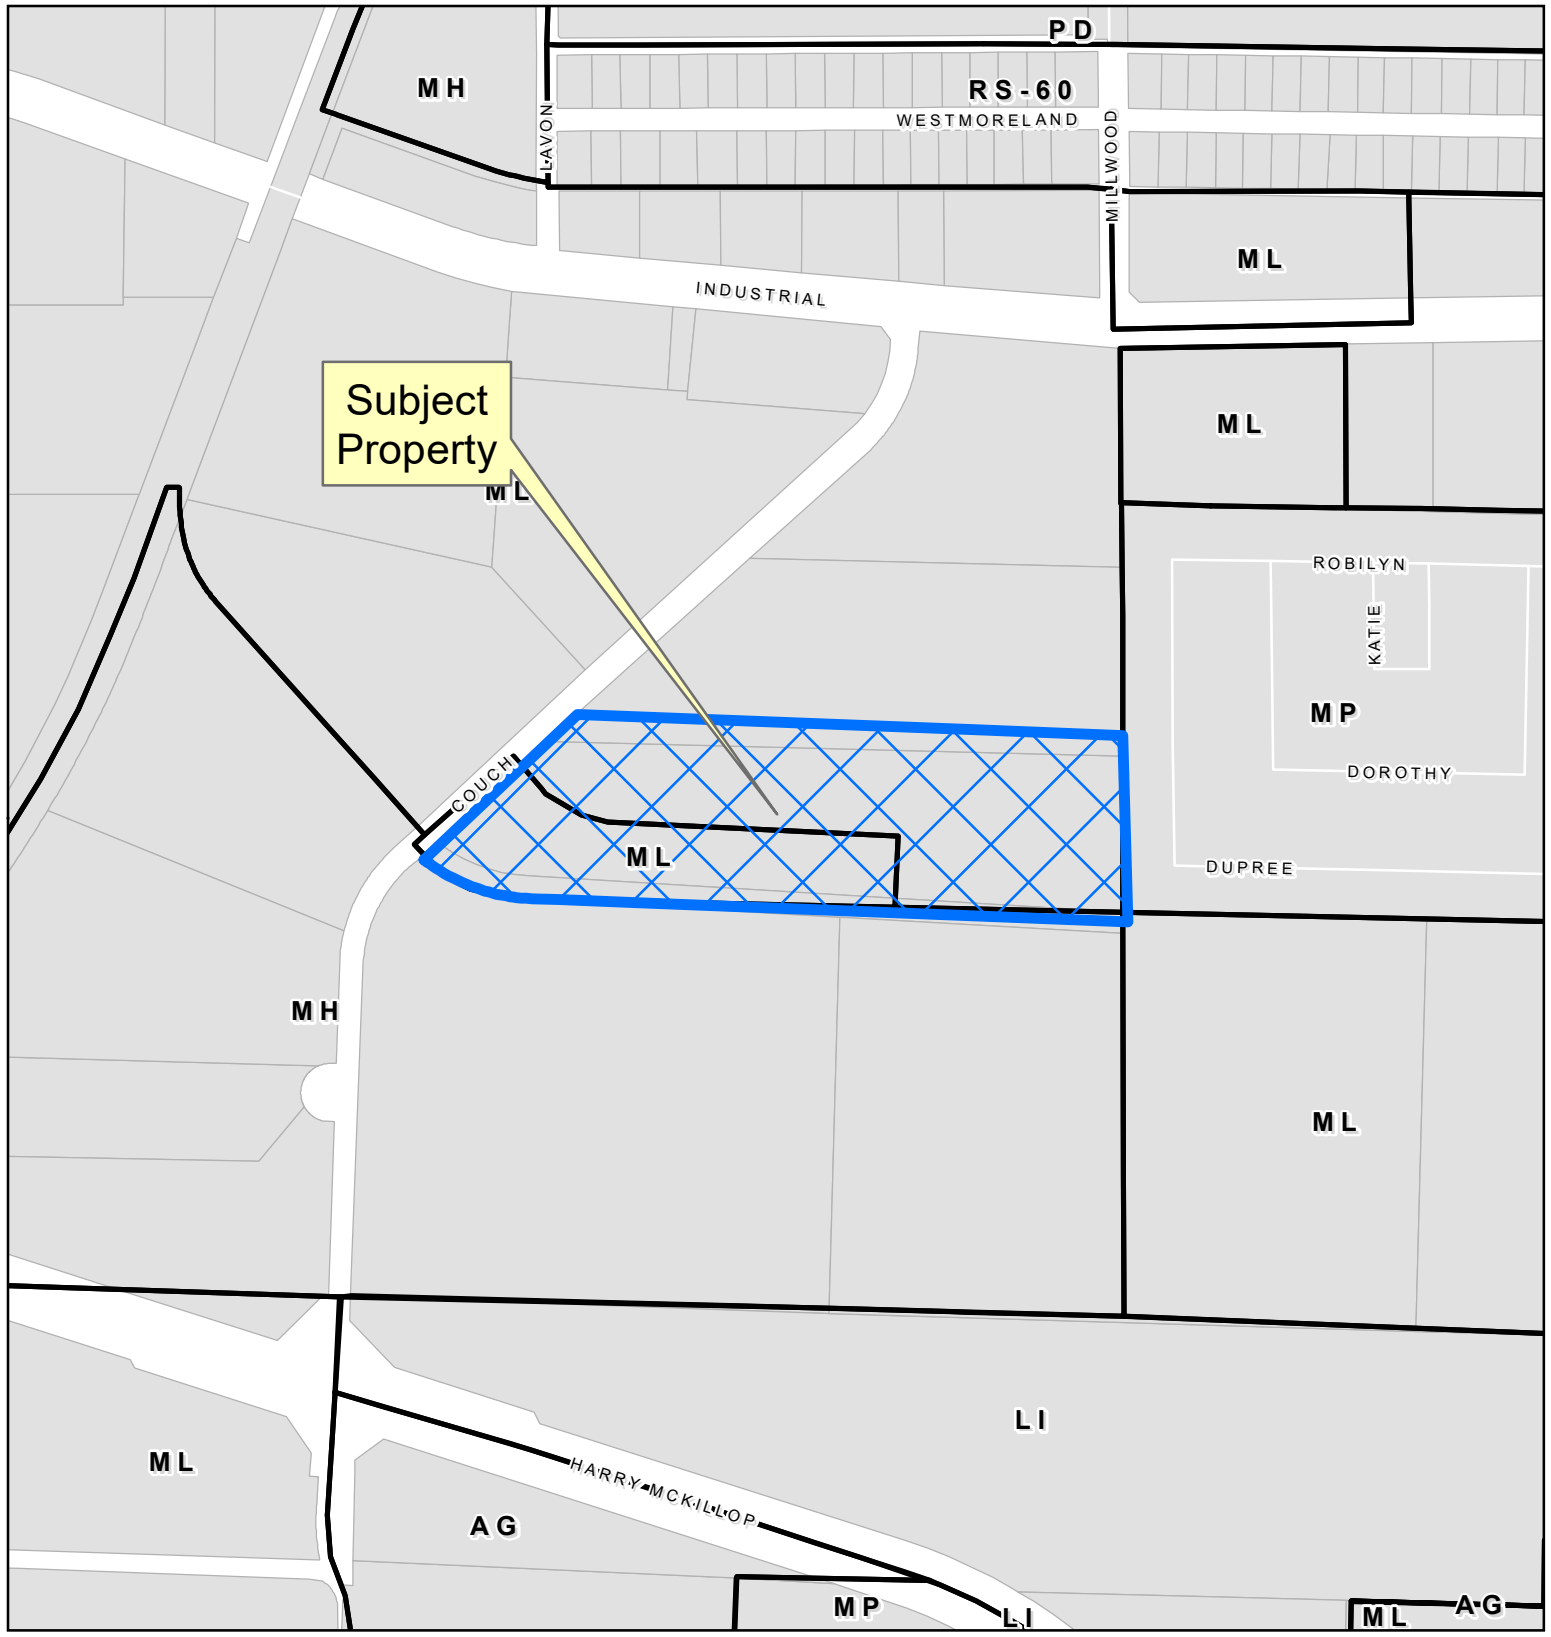 PD
MH
RS-60
LAVON
WESTMORELAND
MILLWOOD
ML
INDUSTRIAL
Subject
Property
ML
ML
ROBILYN
KATIE
MP
COUCH
DOROTHY
ML
DUPREE
MH
ML
LI
ML
HARRY MCKILLOP
AG
MP
LI
ML
AG